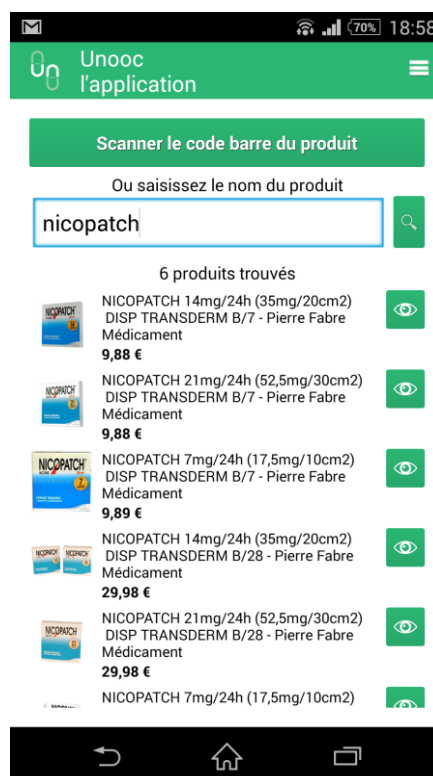 70% 18:58
Unooc
l'application
Scanner le code barre du produit
Ou saisissez le nom du produit
nicopatch
6 produits trouvés
NICOPATCH 14mg/24h (35mg/20cm2)
DISP TRANSDERM B/7 - Pierre Fabre
Médicament
9,88 €
NICOPATCH 21mg/24h (52,5mg/30cm2)
DISP TRANSDERM B/7 - Pierre Fabre
Médicament
9,88 €
NICOPATCH
7
NICOPATCH 7mg/24h (17,5mg/10cm2)
DISP TRANSDERM B/7 - Pierre Fabre
Médicament
9,89 €
NICOPATCH 14mg/24h (35mg/20cm2)
DISP TRANSDERM B/28 - Pierre Fabre
Médicament
29,98 €
NICOPATCH 21mg/24h (52,5mg/30cm2)
DISP TRANSDERM B/28 - Pierre Fabre
Médicament
29,98 €
NICOPATCH 7mg/24h (17,5mg/10cm2)